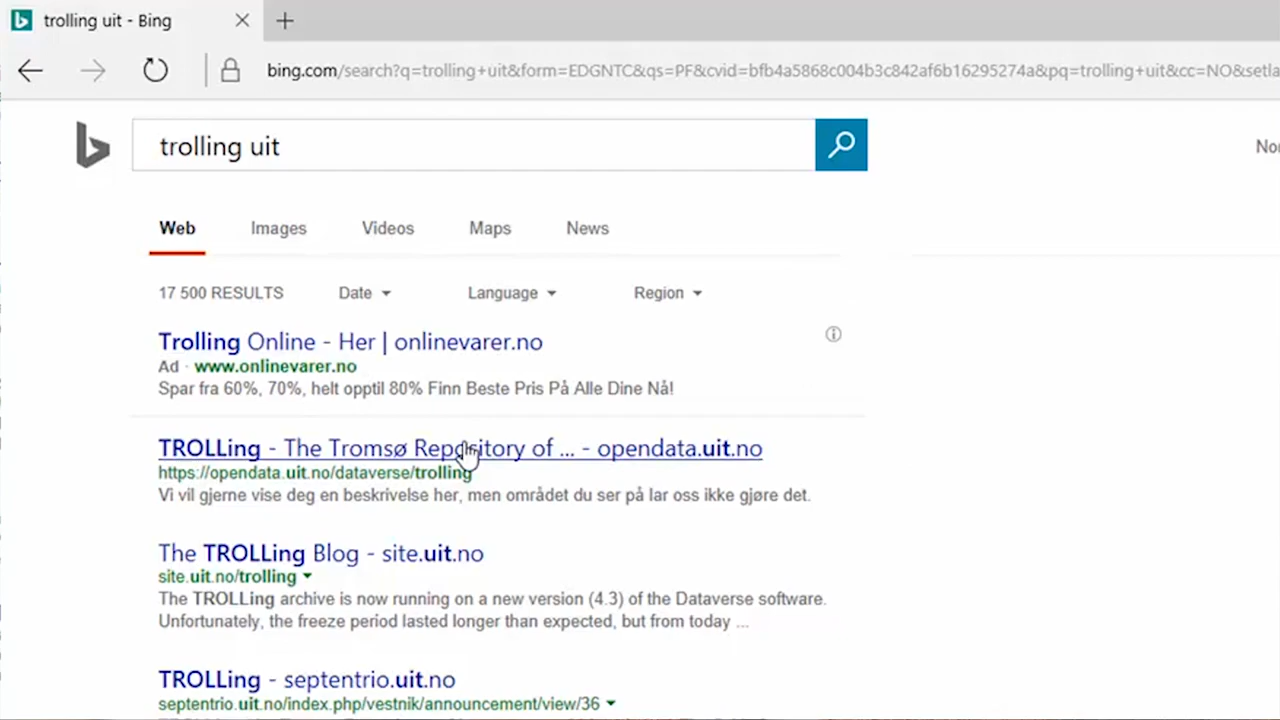 trolling uit - Bing
bing.com/search?q=trolling+uit&form=EDGNTC&qs=PF&cvid=bfb4a5868c004b3c842af6b16295274a&pq=trolling+uit&cc=NO&setla
trolling uit
Nor
Web Images Videos Maps News
17 500 RESULTS Date Language Region
Trolling Online - Her | onlinevarer.no
Ad · www.onlinevarer.no
Spar fra 60%, 70%, helt opptil 80% Finn Beste Pris På Alle Dine Nå!
TROLLing - The Tromsø Repository of ... - opendata.uit.no
https://opendata.uit.no/dataverse/trolling
Vi vil gjerne vise deg en beskrivelse her, men området du ser på lar oss ikke gjøre det.
The TROLLing Blog - site.uit.no
site.uit.no/trolling
The TROLLing archive is now running on a new version (4.3) of the Dataverse software.
Unfortunately, the freeze period lasted longer than expected, but from today ...
TROLLing - septentrio.uit.no
septentrio.uit.no/index.php/vestnik/announcement/view/36